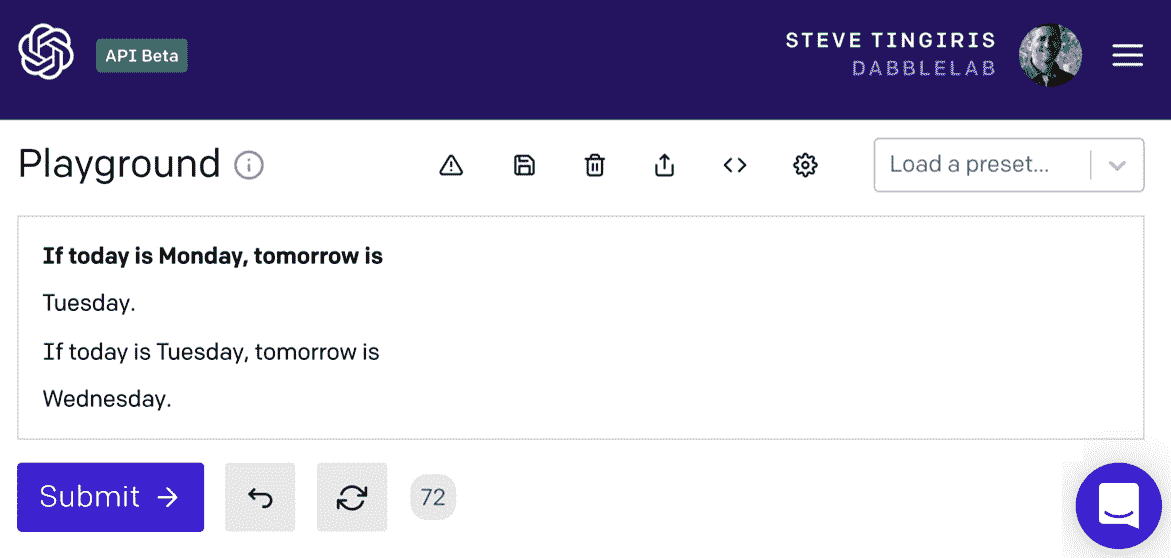 API Beta
STEVE TINGIRIS
DABBLELAB
Playground
Load a preset...
If today is Monday, tomorrow is
Tuesday.
If today is Tuesday, tomorrow is
Wednesday.
Submit
72